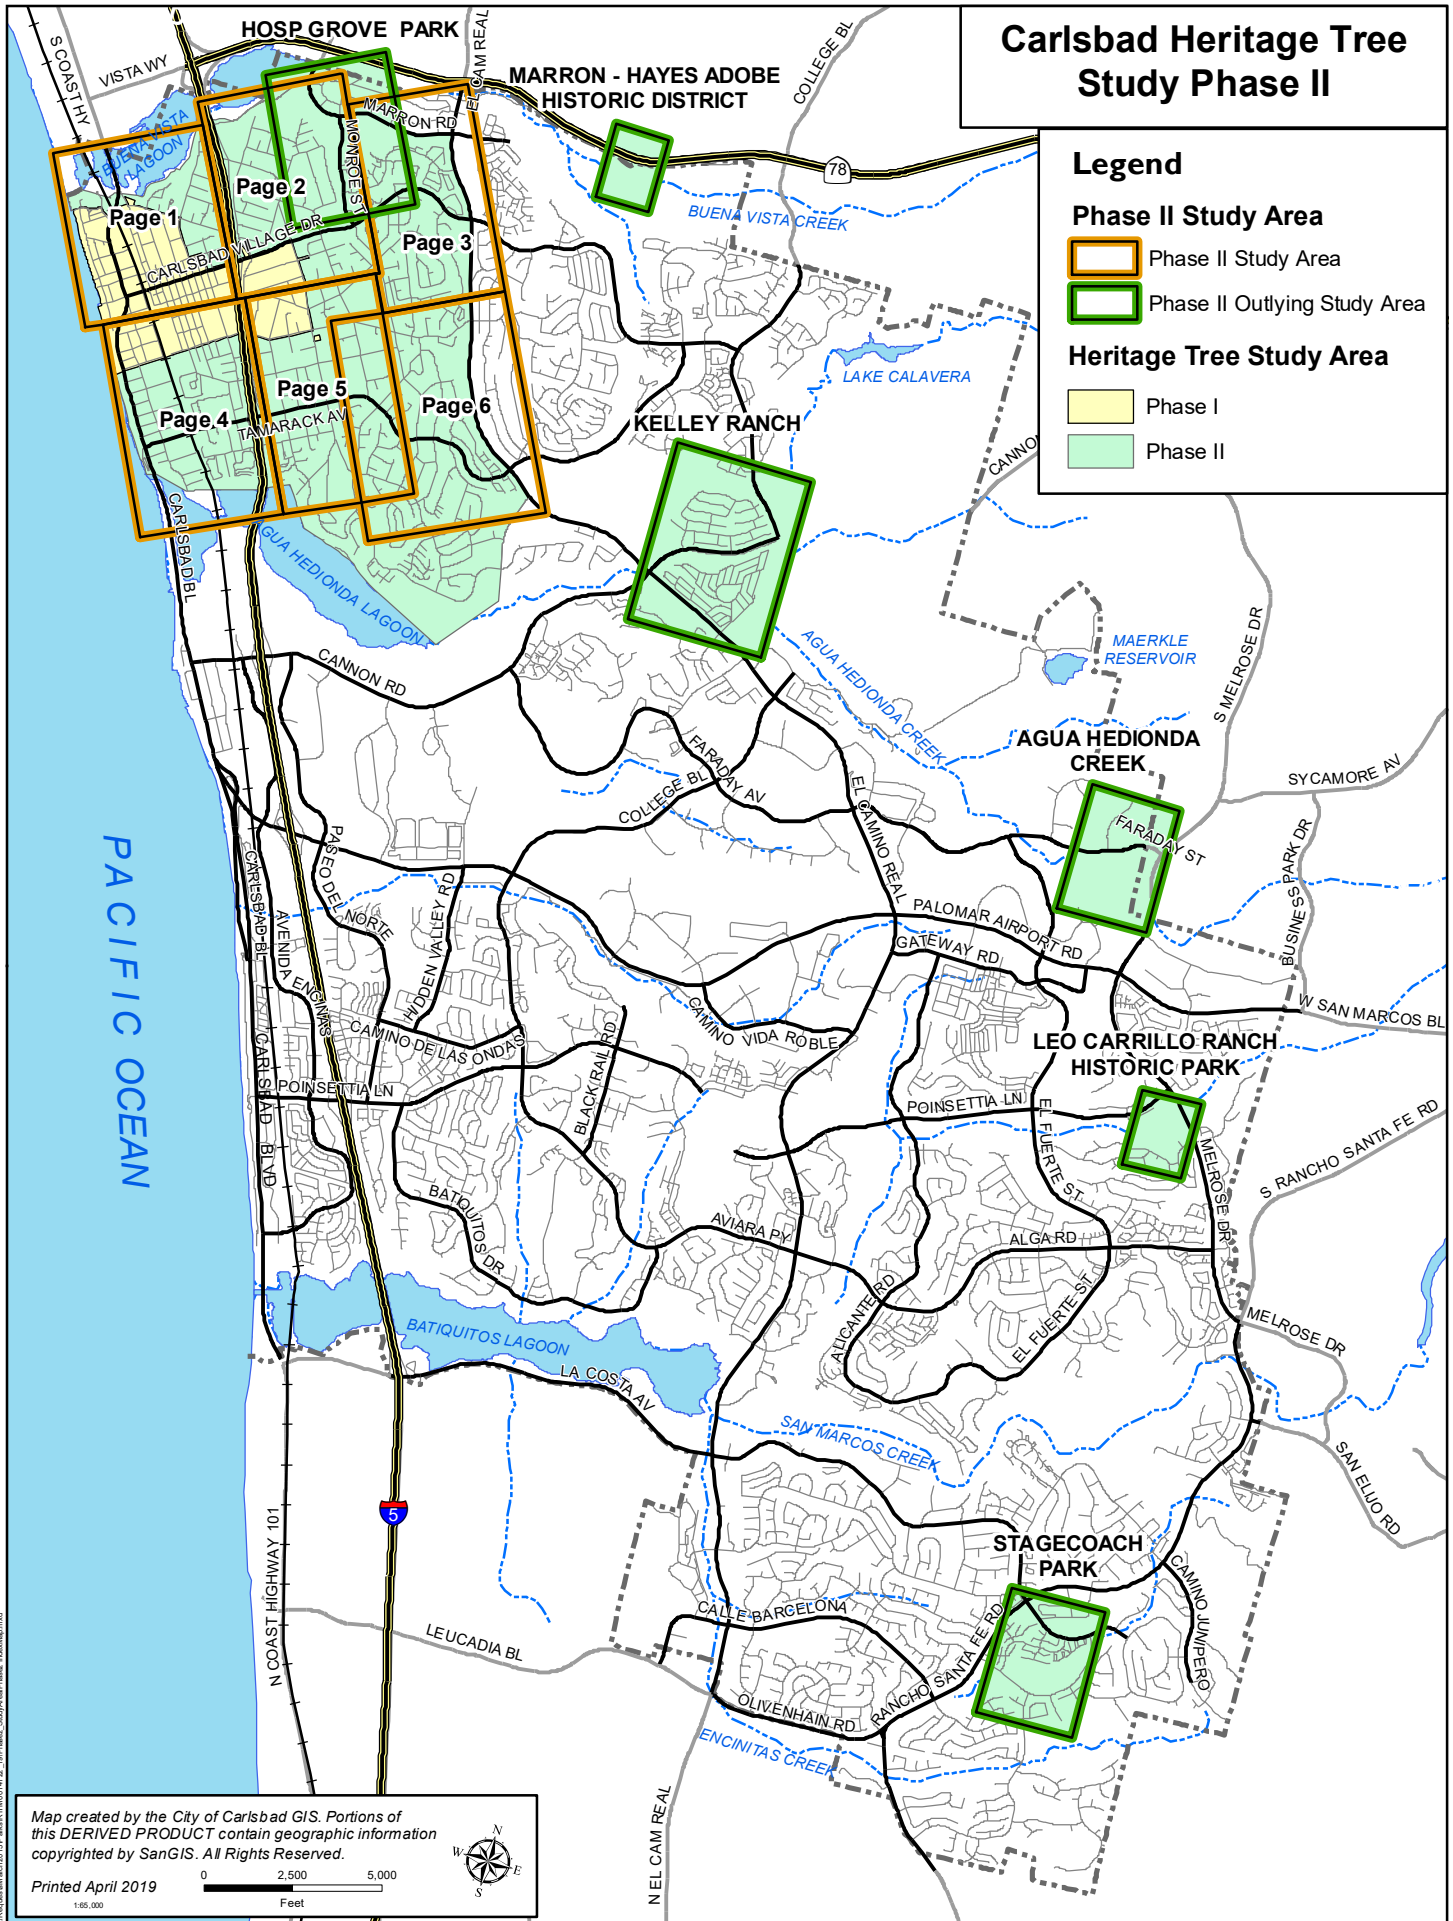 Carlsbad Heritage Tree
Study Phase II
Legend
Phase II Study Area
Phase II Study Area
Phase II Outlying Study Area
Heritage Tree Study Area
Phase I
Phase II
HOSP GROVE PARK
S COAST HY
VISTA WY
EL CAM REAL
COLLEGE BL
MARRON - HAYES ADOBE
HISTORIC DISTRICT
MARRON RD
MONROE ST
BUENA VISTA
LAGOON
78
Page 1
Page 2
Page 3
CARLSBAD VILLAGE DR
BUENA VISTA CREEK
LAKE CALAVERA
Page 4
Page 5
Page 6
TAMARACK AV
KELLEY RANCH
CARLSBAD BL
AGUA HEDIONDA LAGOON
MAERKLE
RESERVOIR
S MELROSE DR
CANNON RD
AGUA HEDIONDA CREEK
AGUA HEDIONDA
CREEK
SYCAMORE AV
FARADAY AV
COLLEGE BL
EL CAMINO REAL
FARADAY ST
BUSINESS PARK DR
PACIFIC OCEAN
CARLSBAD BL
PASEO DEL NORTE
AVENIDA ENCINAS
HIDDEN VALLEY RD
PALOMAR AIRPORT RD
GATEWAY RD
W SAN MARCOS BL
CAMINO DE LAS ONDAS
CAMINO VIDA ROBLE
BLACK RAIL RD
LEO CARRILLO RANCH
HISTORIC PARK
POINSETTIA LN
POINSETTIA LN
CARLSBAD BLVD
EL FUERTE ST
MELROSE DR
S RANCHO SANTA FE RD
BATIQUITOS DR
AVIARA PY
ALGA RD
ALICANTE RD
EL FUERTE ST
MELROSE DR
BATIQUITOS LAGOON
LA COSTA AV
SAN MARCOS CREEK
SAN ELIJO RD
5
N COAST HIGHWAY 101
STAGECOACH
PARK
CAMINO JUNIPERO
CALLE BARCELONA
LEUCADIA BL
RANCHO SANTA FE RD
OLIVENHAIN RD
ENCINITAS CREEK
N EL CAM REAL
Map created by the City of Carlsbad GIS. Portions of
this DERIVED PRODUCT contain geographic information
copyrighted by SanGIS. All Rights Reserved.
Printed April 2019
1:65,000
0 2,500 5,000
Feet
N
W
E
S